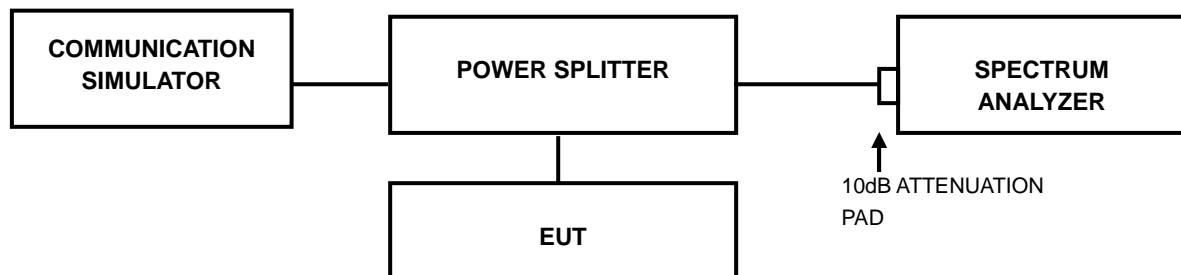 COMMUNICATION
SIMULATOR
POWER SPLITTER
SPECTRUM
ANALYZER
10dB ATTENUATION
PAD
EUT